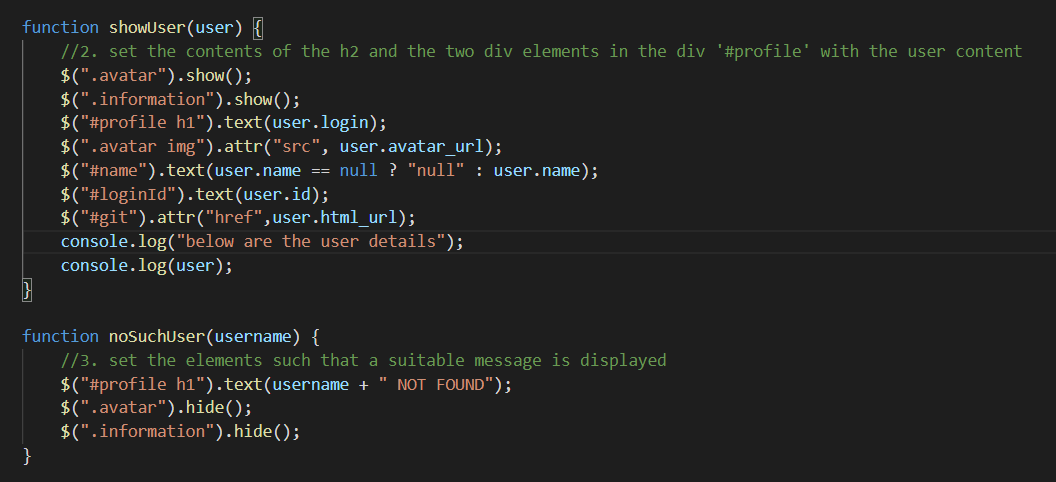 function showUser(user) {
    //2. set the contents of the h2 and the two div elements in the div '#profile' with the user content
    $(".avatar").show();
    $(".information").show();
    $("#profile h1").text(user.login);
    $(".avatar img").attr("src", user.avatar_url);
    $("#name").text(user.name == null ? "null" : user.name);
    $("#loginId").text(user.id);
    $("#git").attr("href",user.html_url);
    console.log("below are the user details");
    console.log(user);
}
function noSuchUser(username) {
    //3. set the elements such that a suitable message is displayed
    $("#profile h1").text(username + " NOT FOUND");
    $(".avatar").hide();
    $(".information").hide();
}